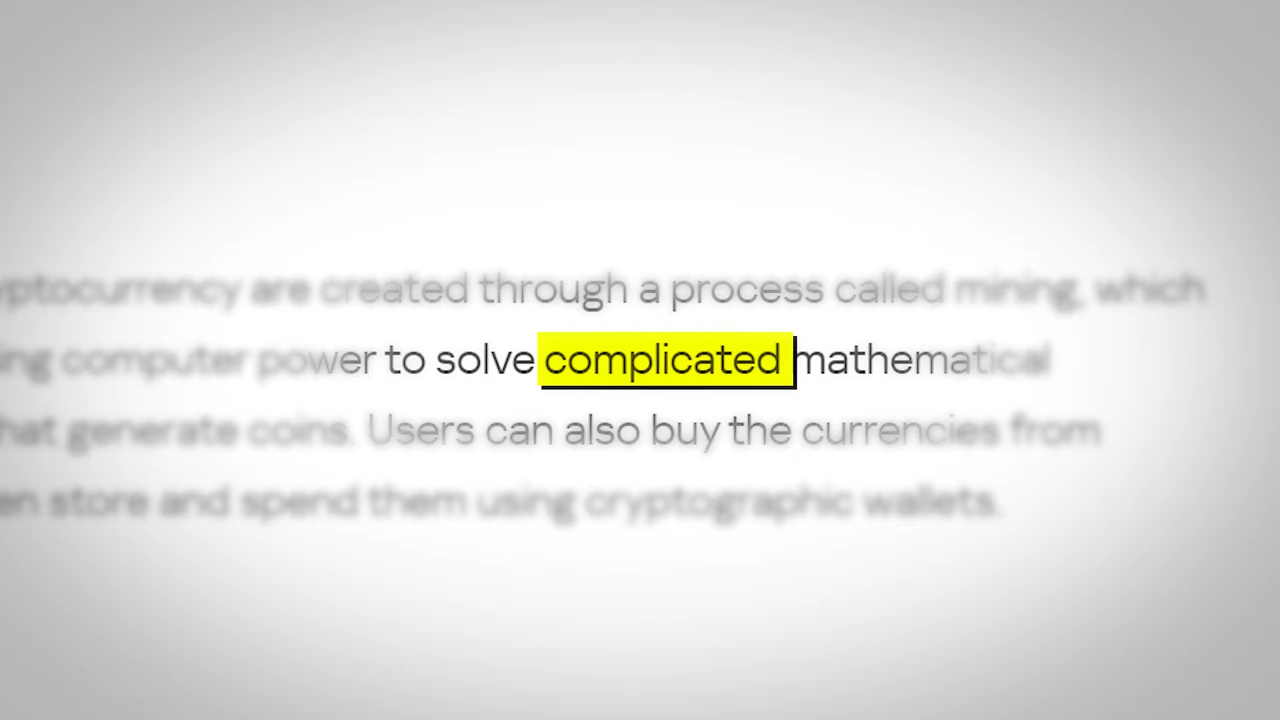 yptocurrency are created through a process called mining, which
ing computer power to solve complicated mathematical
hat generate coins. Users can also buy the currencies from
en store and spend them using cryptographic wallets.